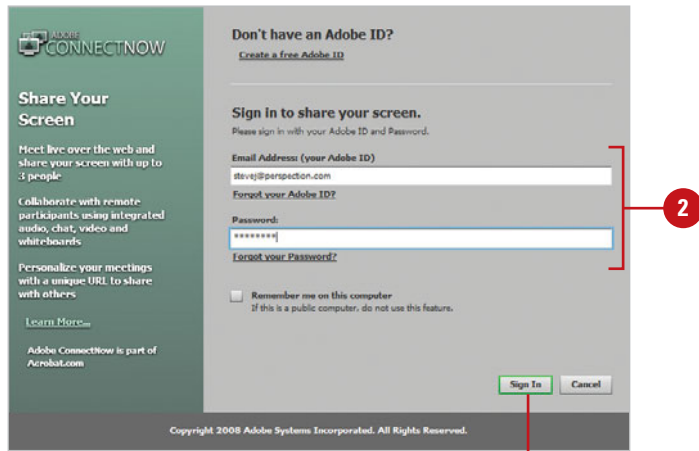 ADOBE
CONNECTNOW
Share Your
Screen
Meet live over the web and
share your screen with up to
3 people
Collaborate with remote
participants using integrated
audio, chat, video and
whiteboards
Personalize your meetings
with a unique URL to share
with others
Learn More...
Adobe ConnectNow is part of
Acrobat.com
Don't have an Adobe ID?
Create a free Adobe ID
Sign in to share your screen.
Please sign in with your Adobe ID and Password.
Email Address: (your Adobe ID)
stevej@perspection.com
Forgot your Adobe ID?
Password:
********
Forgot your Password?
Remember me on this computer
If this is a public computer, do not use this feature.
2
Sign In Cancel
Copyright 2008 Adobe Systems Incorporated. All Rights Reserved.